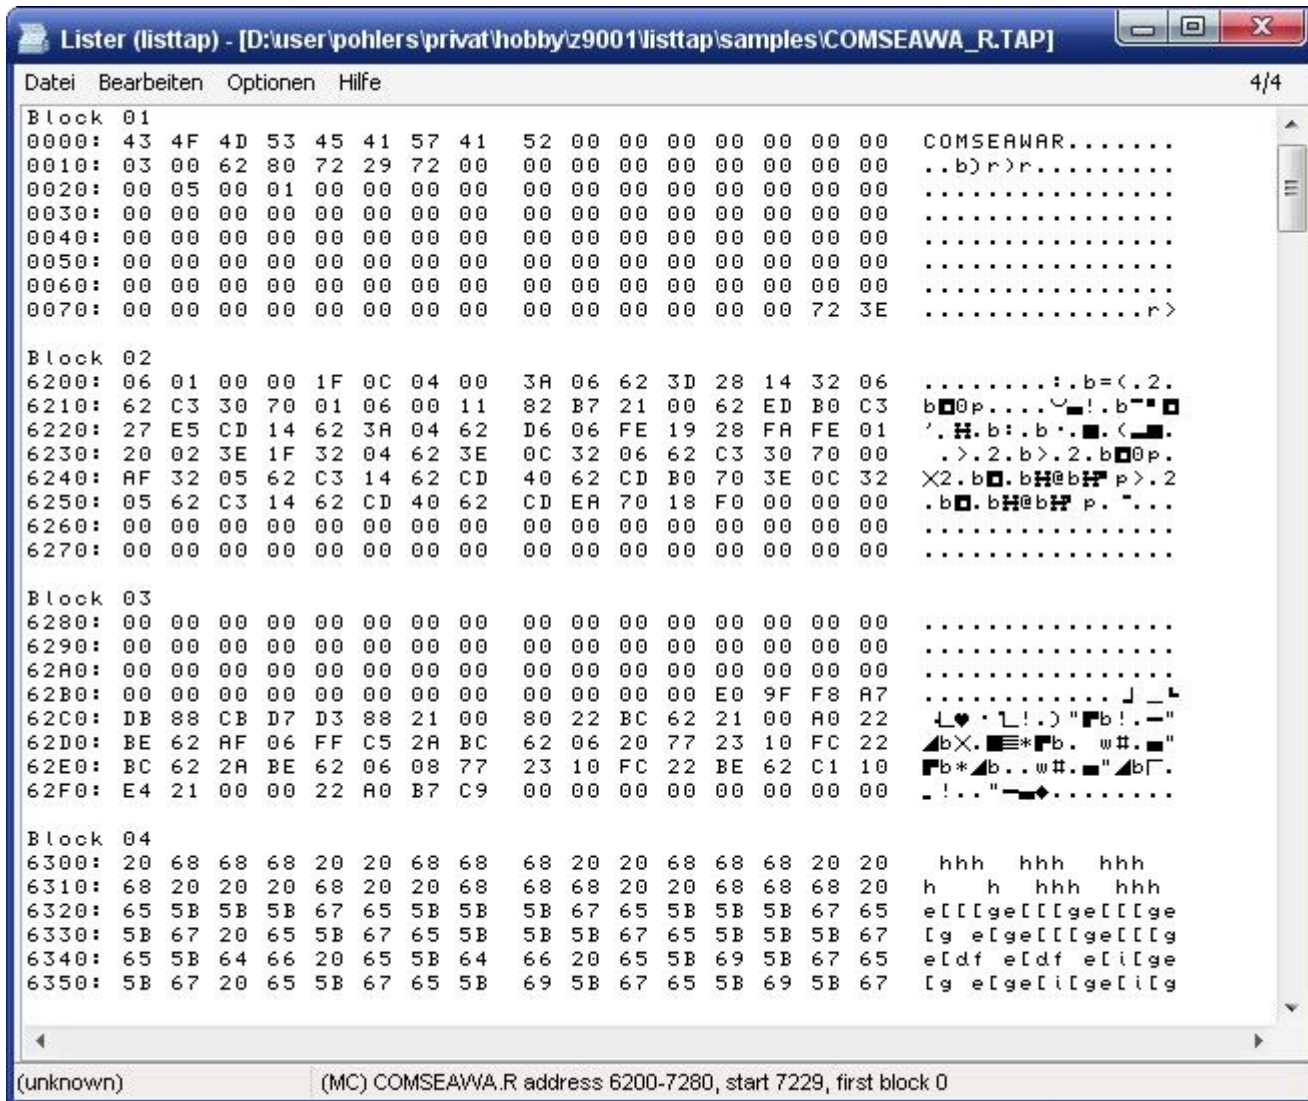 Lister (listtap) - [D:\user\pohlers\privat\hobby\z9001\listtap\samples\COMSEAWA_R.TAP]
Datei Bearbeiten Optionen Hilfe 4/4
Block 01
0000: 43 4F 4D 53 45 41 57 41 52 00 00 00 00 00 00 00 COMSEAWAR.......
0010: 03 00 62 80 72 29 72 00 00 00 00 00 00 00 00 00 ..b)r)r.........
0020: 00 05 00 01 00 00 00 00 00 00 00 00 00 00 00 00 ................
0030: 00 00 00 00 00 00 00 00 00 00 00 00 00 00 00 00 ................
0040: 00 00 00 00 00 00 00 00 00 00 00 00 00 00 00 00 ................
0050: 00 00 00 00 00 00 00 00 00 00 00 00 00 00 00 00 ................
0060: 00 00 00 00 00 00 00 00 00 00 00 00 00 00 00 00 ................
0070: 00 00 00 00 00 00 00 00 00 00 00 00 00 00 72 3E ..............r>
Block 02
6200: 06 01 00 00 1F 0C 04 00 3A 06 62 3D 28 14 32 06 ........:.b=(.2.
6210: 62 C3 30 70 01 06 00 11 82 B7 21 00 62 ED B0 C3
6220: 27 E5 CD 14 62 3A 04 62 D6 06 FE 19 28 FA FE 01
6230: 20 02 3E 1F 32 04 62 3E 0C 32 06 62 C3 30 70 00
6240: AF 32 05 62 C3 14 62 CD 40 62 CD B0 70 3E 0C 32
6250: 05 62 C3 14 62 CD 40 62 CD EA 70 18 F0 00 00 00
6260: 00 00 00 00 00 00 00 00 00 00 00 00 00 00 00 00 ................
6270: 00 00 00 00 00 00 00 00 00 00 00 00 00 00 00 00 ................
Block 03
6280: 00 00 00 00 00 00 00 00 00 00 00 00 00 00 00 00 ................
6290: 00 00 00 00 00 00 00 00 00 00 00 00 00 00 00 00 ................
62A0: 00 00 00 00 00 00 00 00 00 00 00 00 00 00 00 00 ................
62B0: 00 00 00 00 00 00 00 00 00 00 00 00 E0 9F F8 A7
62C0: DB 88 CB D7 D3 88 21 00 80 22 BC 62 21 00 A0 22
62D0: BE 62 AF 06 FF C5 2A BC 62 06 20 77 23 10 FC 22
62E0: BC 62 2A BE 62 06 08 77 23 10 FC 22 BE 62 C1 10
62F0: E4 21 00 00 22 A0 B7 C9 00 00 00 00 00 00 00 00
Block 04
6300: 20 68 68 68 20 20 68 68 68 20 20 68 68 68 20 20 hhh  hhh  hhh
6310: 68 20 20 20 68 20 20 68 68 68 20 20 68 68 68 20 h   h  hhh  hhh
6320: 65 5B 5B 5B 67 65 5B 5B 5B 67 65 5B 5B 5B 67 65 e[[[ge[[[ge[[[ge
6330: 5B 67 20 65 5B 67 65 5B 5B 5B 67 65 5B 5B 5B 67 [g e[ge[[[ge[[[g
6340: 65 5B 64 66 20 65 5B 64 66 20 65 5B 69 5B 67 65 e[df e[df e[i[ge
6350: 5B 67 20 65 5B 67 65 5B 69 5B 67 65 5B 69 5B 67 [g e[ge[i[ge[i[g
(unknown) (MC) COMSEAWA.R address 6200-7280, start 7229, first block 0